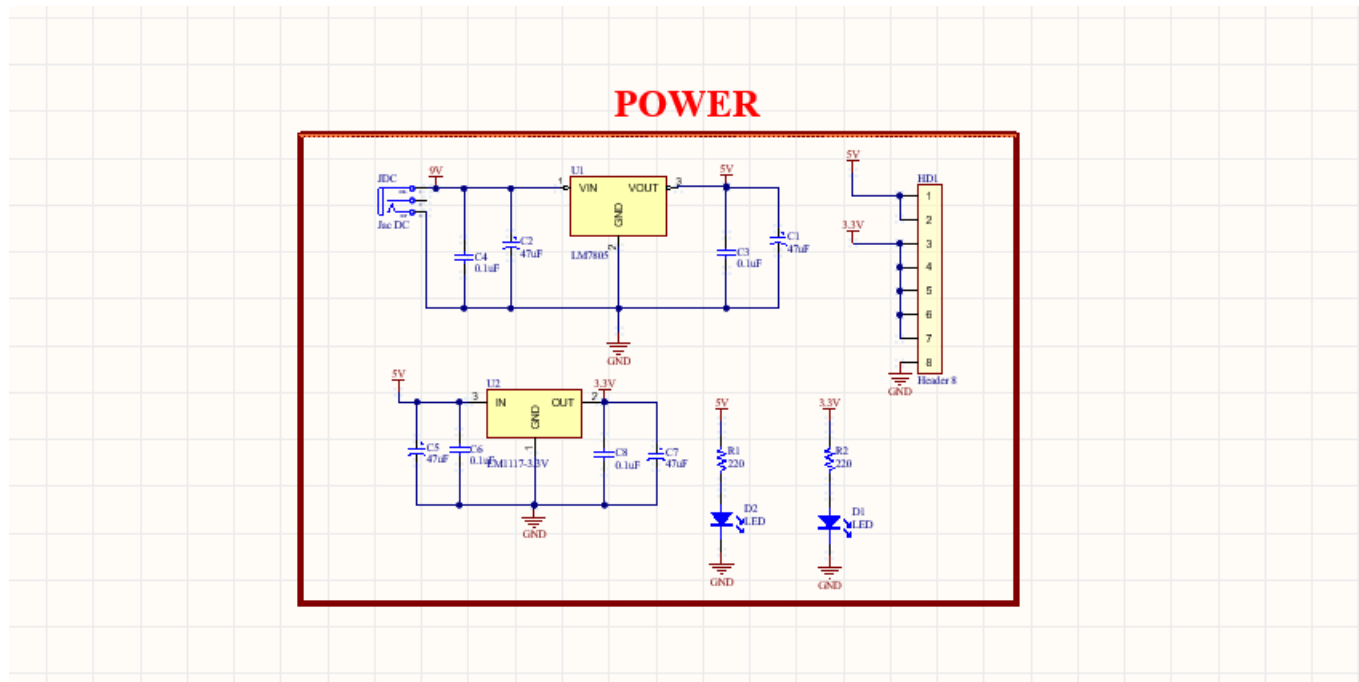 POWER
JDC
Jac DC
9V
C4
0.1uF
C2
47uF
U1
1
VIN
VOUT
3
GND
2
LM7805
5V
C3
0.1uF
C1
47uF
GND
5V
3.3V
HD1
1
2
3
4
5
6
7
8
Header 8
GND
5V
C5
47uF
C6
0.1uF
U2
3
IN
OUT
2
GND
1
LM1117-3.3V
3.3V
C8
0.1uF
C7
47uF
GND
5V
R1
220
D2
LED
GND
3.3V
R2
220
D1
LED
GND